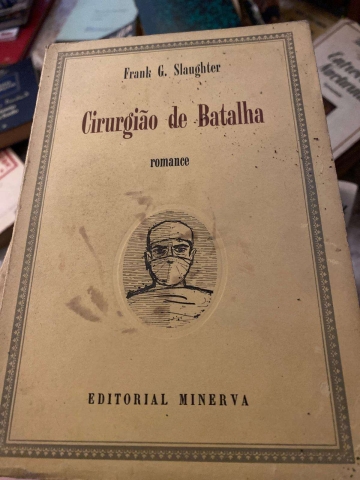 Frank G. Slaughter
Cirurgião de Batalha
romance
EDITORIAL MINERVA